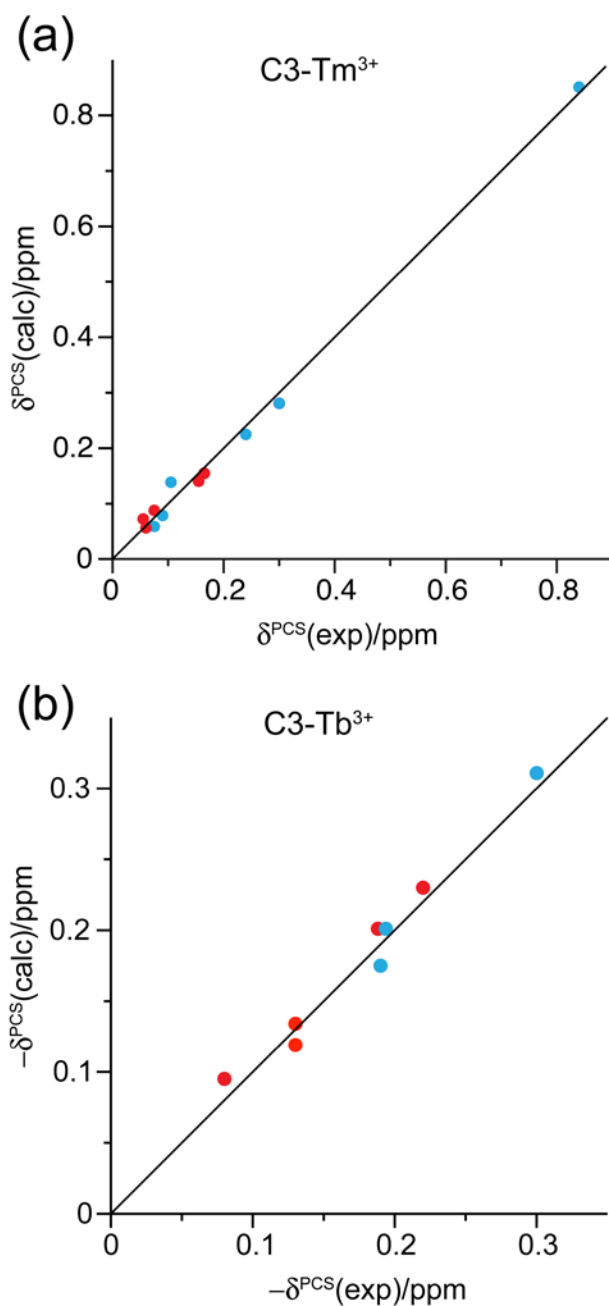 (a)
C3-Tm³⁺
δᴾᶜˢ(calc)/ppm
0.8
0.6
0.4
0.2
0
0 0.2 0.4 0.6 0.8
δᴾᶜˢ(exp)/ppm
(b)
C3-Tb³⁺
−δᴾᶜˢ(calc)/ppm
0.3
0.2
0.1
0
0 0.1 0.2 0.3
−δᴾᶜˢ(exp)/ppm